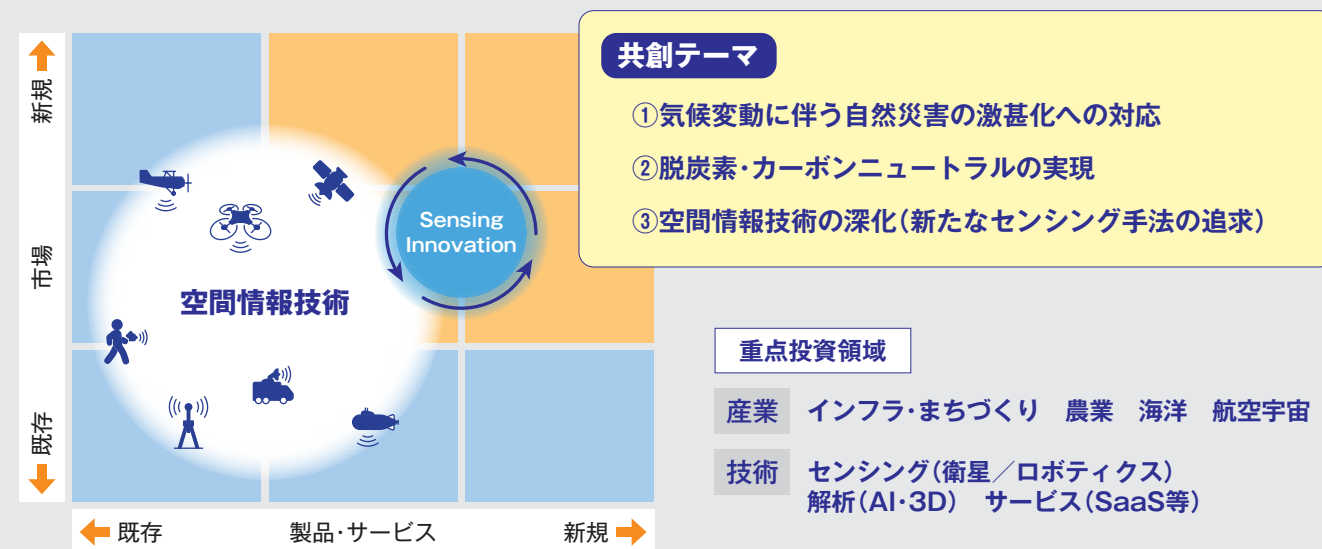 新規
市場
既存
既存
製品・サービス
新規
空間情報技術
Sensing
Innovation
共創テーマ
①気候変動に伴う自然災害の激甚化への対応
②脱炭素・カーボンニュートラルの実現
③空間情報技術の深化（新たなセンシング手法の追求）
重点投資領域
産業　インフラ・まちづくり　農業　海洋　航空宇宙
技術　センシング（衛星／ロボティクス）
解析（AI・3D）　サービス（SaaS等）